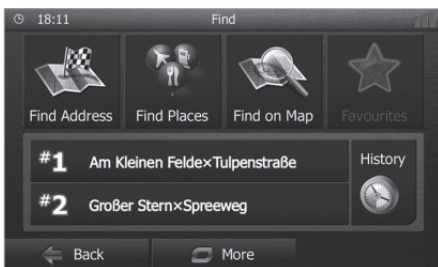 18:11 Find
Find Address Find Places Find on Map Favourites
#1 Am Kleinen Felde×Tulpenstraße
History
#2 Großer Stern×Spreeweg
Back More